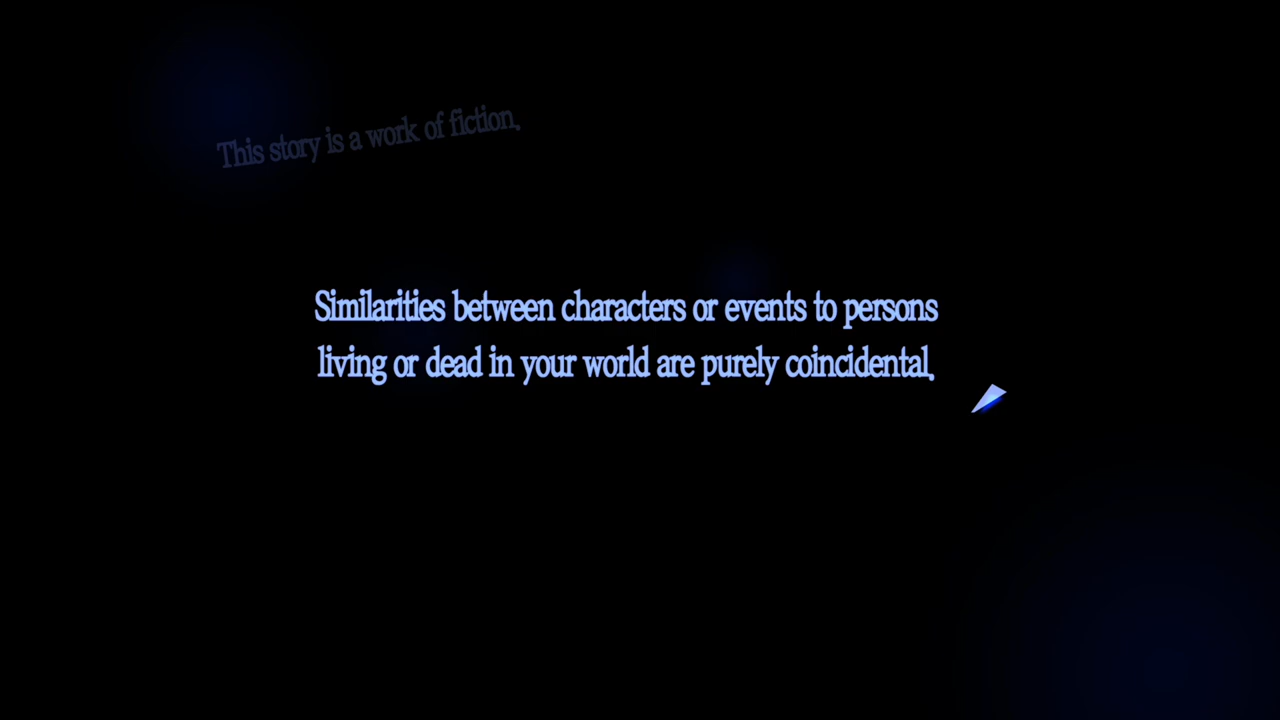 This story is a work of fiction.
Similarities between characters or events to persons
living or dead in your world are purely coincidental.